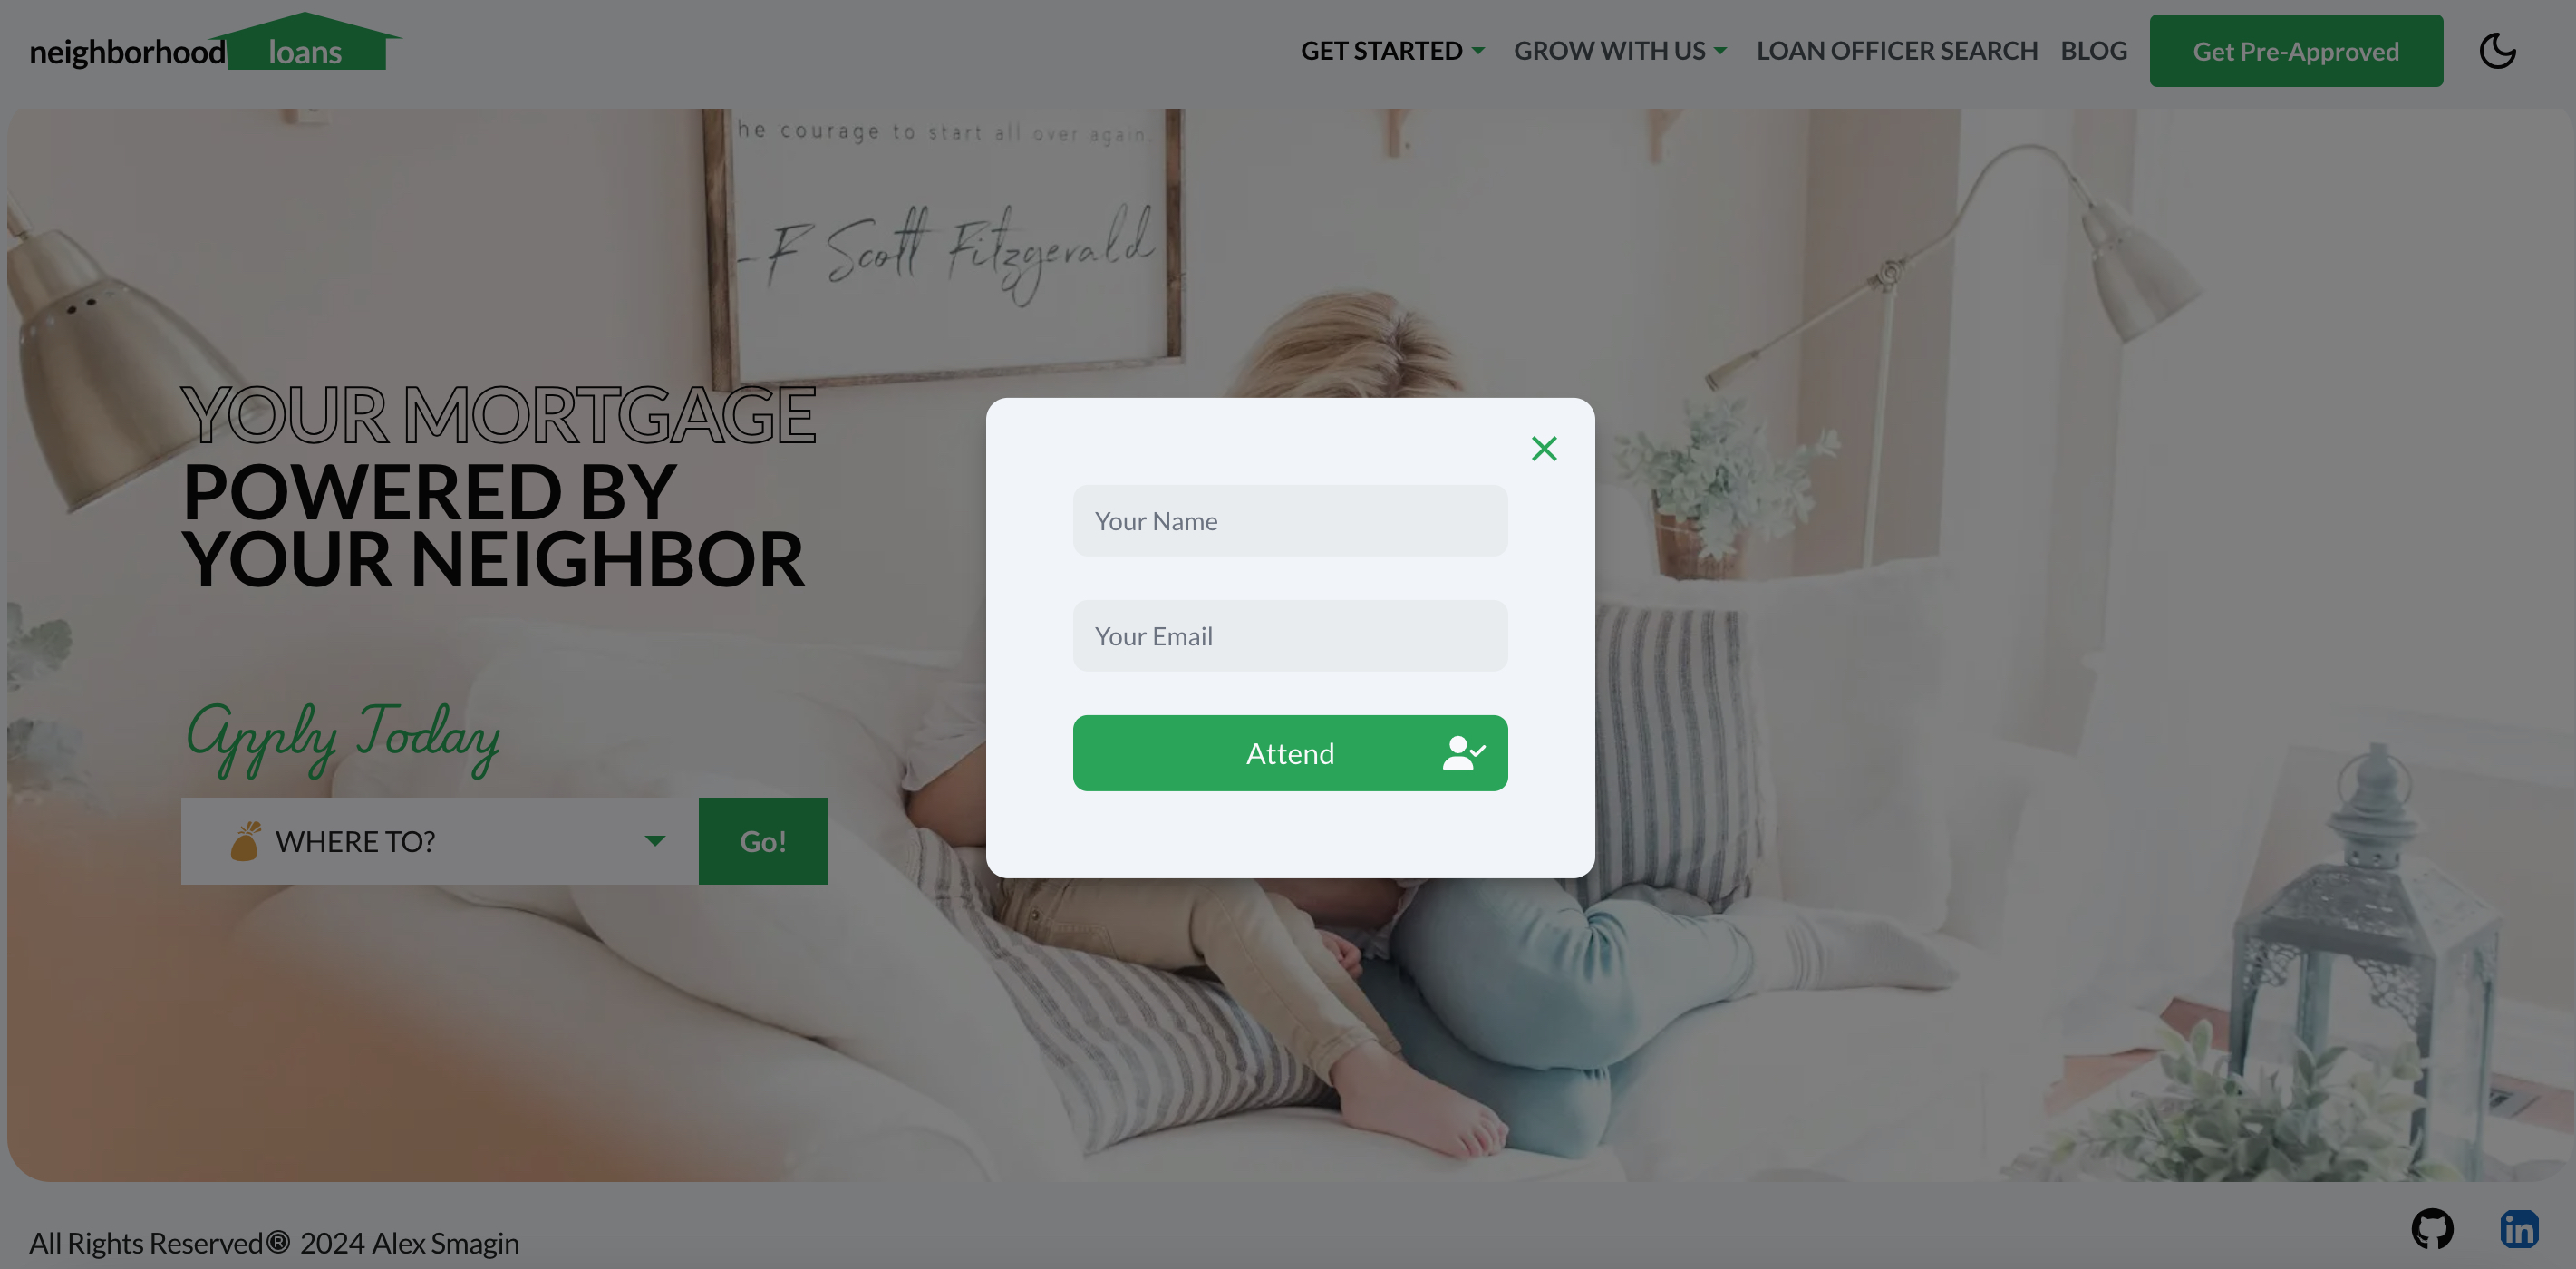 neighborhood loans
GET STARTED
GROW WITH US
LOAN OFFICER SEARCH
BLOG
Get Pre-Approved
he courage to start all over again.
-F Scott Fitzgerald
YOUR MORTGAGE
POWERED BY
YOUR NEIGHBOR
Apply Today
WHERE TO?
Go!
Your Name
Your Email
Attend
All Rights Reserved® 2024 Alex Smagin
in